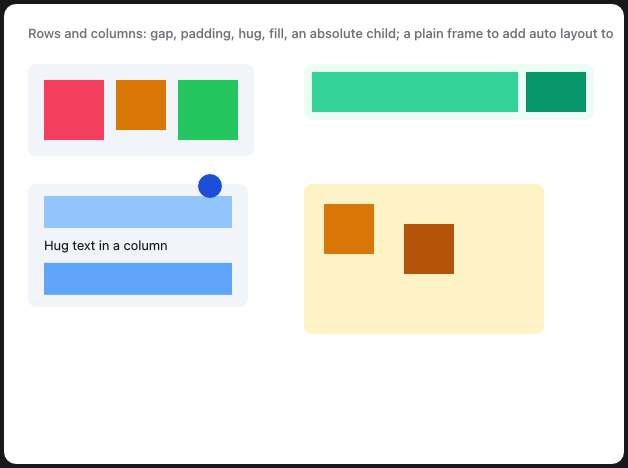 Rows and columns: gap, padding, hug, fill, an absolute child; a plain frame to add auto layout to
Hug text in a column